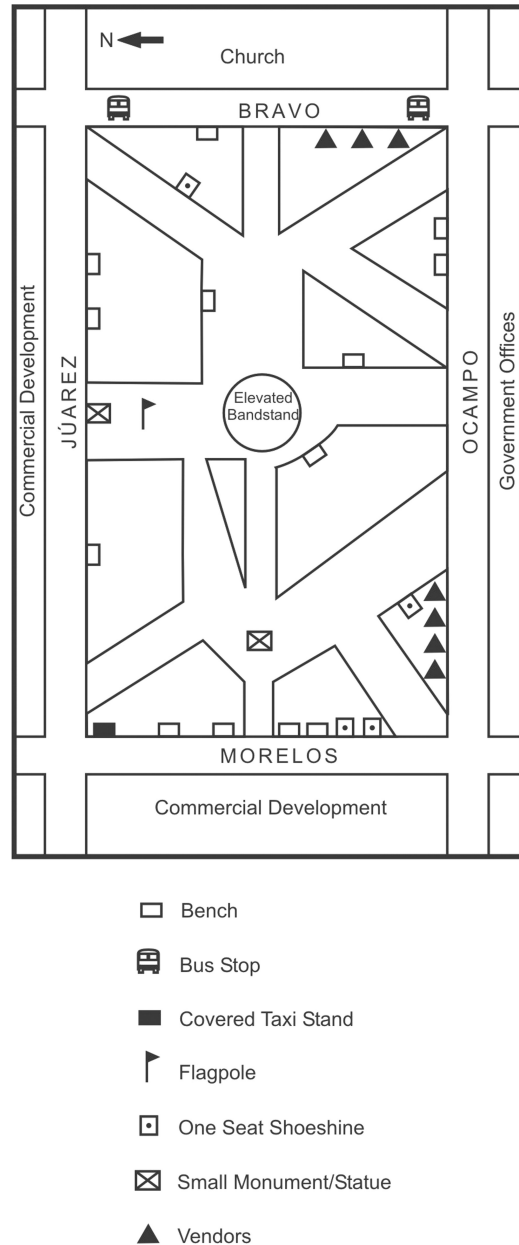 N
Church
BRAVO
Commercial Development
JÚAREZ
Elevated
Bandstand
OCAMPO
Government Offices
MORELOS
Commercial Development
Bench
Bus Stop
Covered Taxi Stand
Flagpole
One Seat Shoeshine
Small Monument/Statue
Vendors